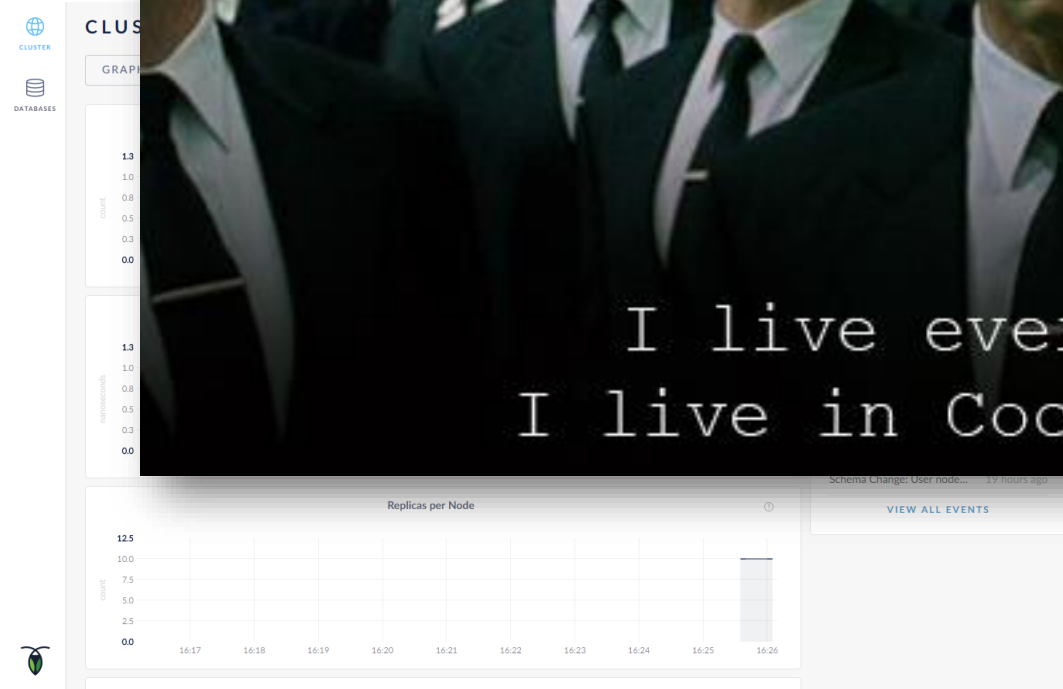 CLUS
CLUSTER
GRAPH
DATABASES
count
1.3
1.0
0.8
0.5
0.3
0.0
nanoseconds
1.3
1.0
0.8
0.5
0.3
0.0
I live ever
I live in Coc
Schema Change: User node... 19 hours ago
VIEW ALL EVENTS
Replicas per Node
count
12.5
10.0
7.5
5.0
2.5
0.0
16:17 16:18 16:19 16:20 16:21 16:22 16:23 16:24 16:25 16:26